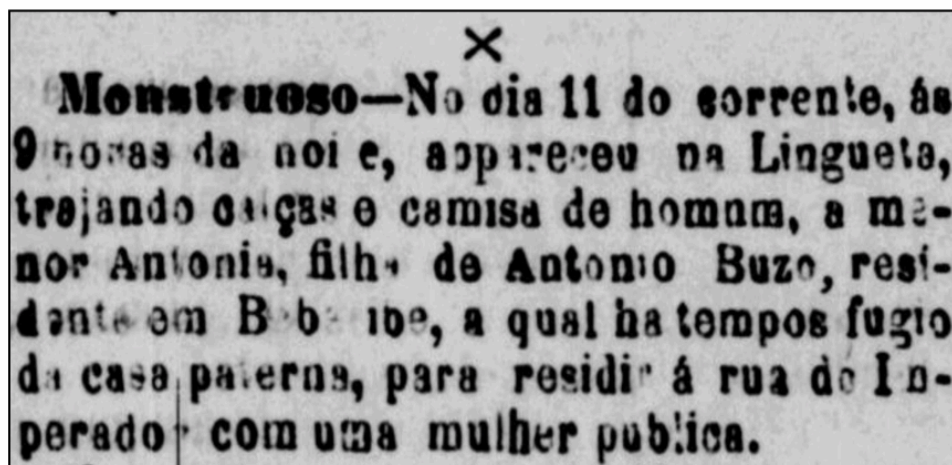 Monstruoso—No dia 11 do corrente, ás
9 horas da noite, appareceu na Lingueta,
trajando calças e camisa de homem, a me-
nor Antonia, filha de Antonio Buzo, resi-
dente em Beberibe, a qual ha tempos fugio
da casa paterna, para residir á rua do Im-
perador com uma mulher publica.